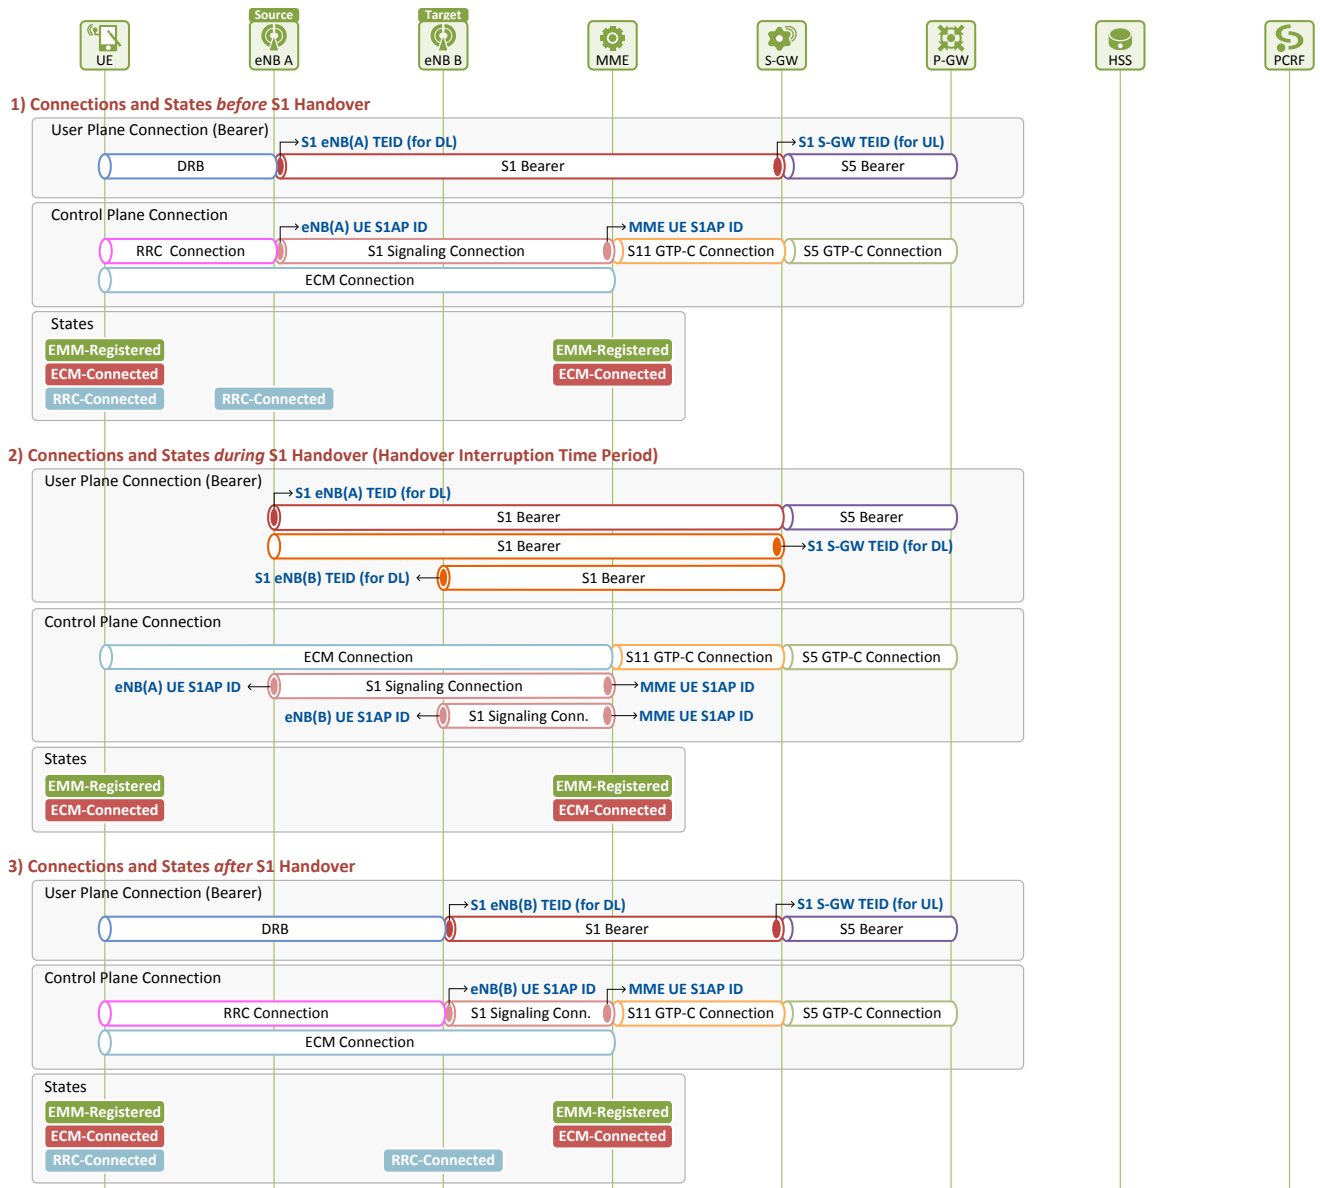 Source
Target
UE
eNB A
eNB B
MME
S-GW
P-GW
HSS
PCRF
1) Connections and States before S1 Handover
User Plane Connection (Bearer)
S1 eNB(A) TEID (for DL)
S1 S-GW TEID (for UL)
DRB
S1 Bearer
S5 Bearer
Control Plane Connection
eNB(A) UE S1AP ID
MME UE S1AP ID
RRC Connection
S1 Signaling Connection
S11 GTP-C Connection
S5 GTP-C Connection
ECM Connection
States
EMM-Registered
EMM-Registered
ECM-Connected
ECM-Connected
RRC-Connected
RRC-Connected
2) Connections and States during S1 Handover (Handover Interruption Time Period)
User Plane Connection (Bearer)
S1 eNB(A) TEID (for DL)
S1 Bearer
S5 Bearer
S1 Bearer
S1 S-GW TEID (for DL)
S1 eNB(B) TEID (for DL)
S1 Bearer
Control Plane Connection
ECM Connection
S11 GTP-C Connection
S5 GTP-C Connection
eNB(A) UE S1AP ID
S1 Signaling Connection
MME UE S1AP ID
eNB(B) UE S1AP ID
S1 Signaling Conn.
MME UE S1AP ID
States
EMM-Registered
EMM-Registered
ECM-Connected
ECM-Connected
3) Connections and States after S1 Handover
User Plane Connection (Bearer)
S1 eNB(B) TEID (for DL)
S1 S-GW TEID (for UL)
DRB
S1 Bearer
S5 Bearer
Control Plane Connection
eNB(B) UE S1AP ID
MME UE S1AP ID
RRC Connection
S1 Signaling Conn.
S11 GTP-C Connection
S5 GTP-C Connection
ECM Connection
States
EMM-Registered
EMM-Registered
ECM-Connected
ECM-Connected
RRC-Connected
RRC-Connected